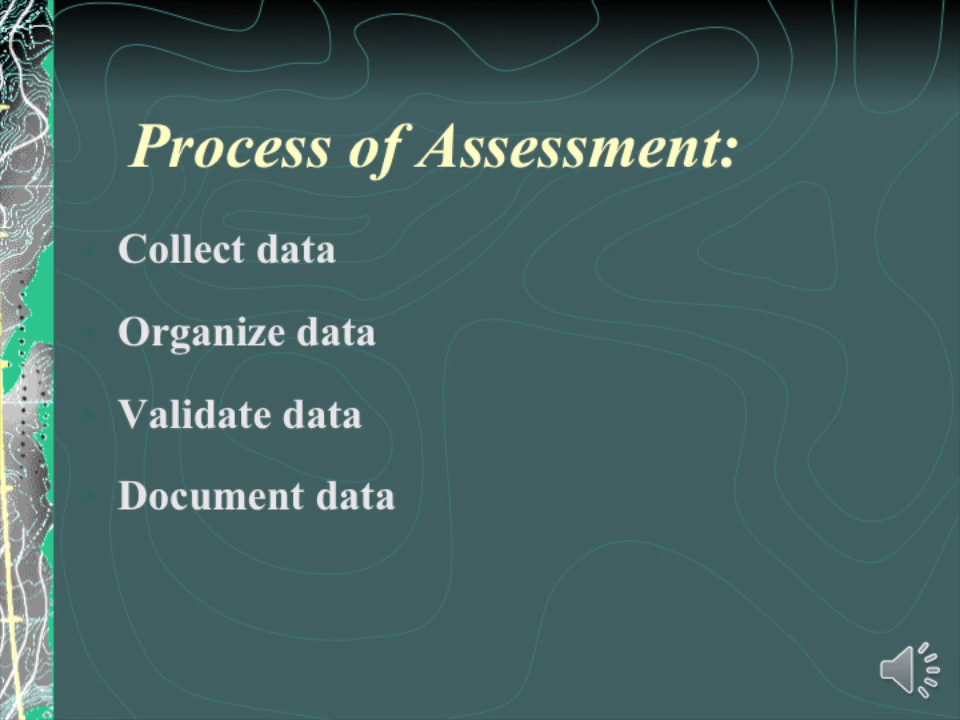 Process of Assessment:
Collect data
Organize data
Validate data
Document data